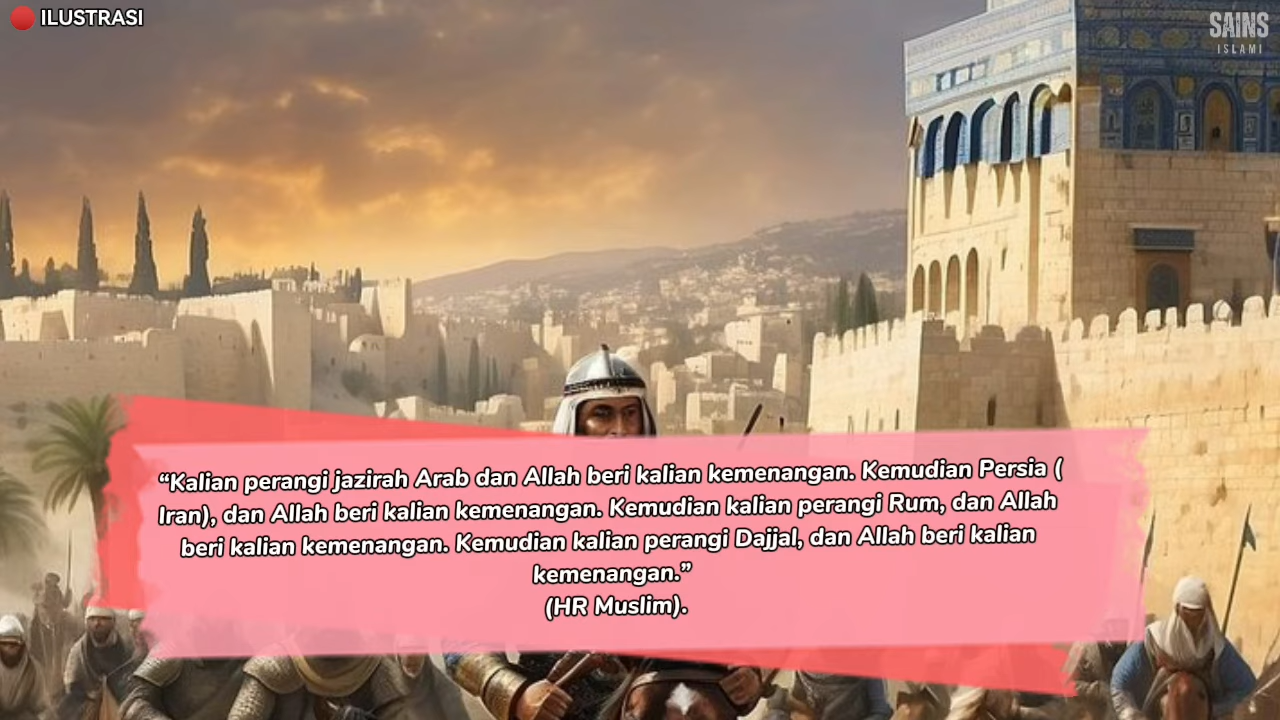 ILUSTRASI
SAINS
ISLAMI
“Kalian perangi jazirah Arab dan Allah beri kalian kemenangan. Kemudian Persia (
Iran), dan Allah beri kalian kemenangan. Kemudian kalian perangi Rum, dan Allah
beri kalian kemenangan. Kemudian kalian perangi Dajjal, dan Allah beri kalian
kemenangan.”
(HR Muslim).